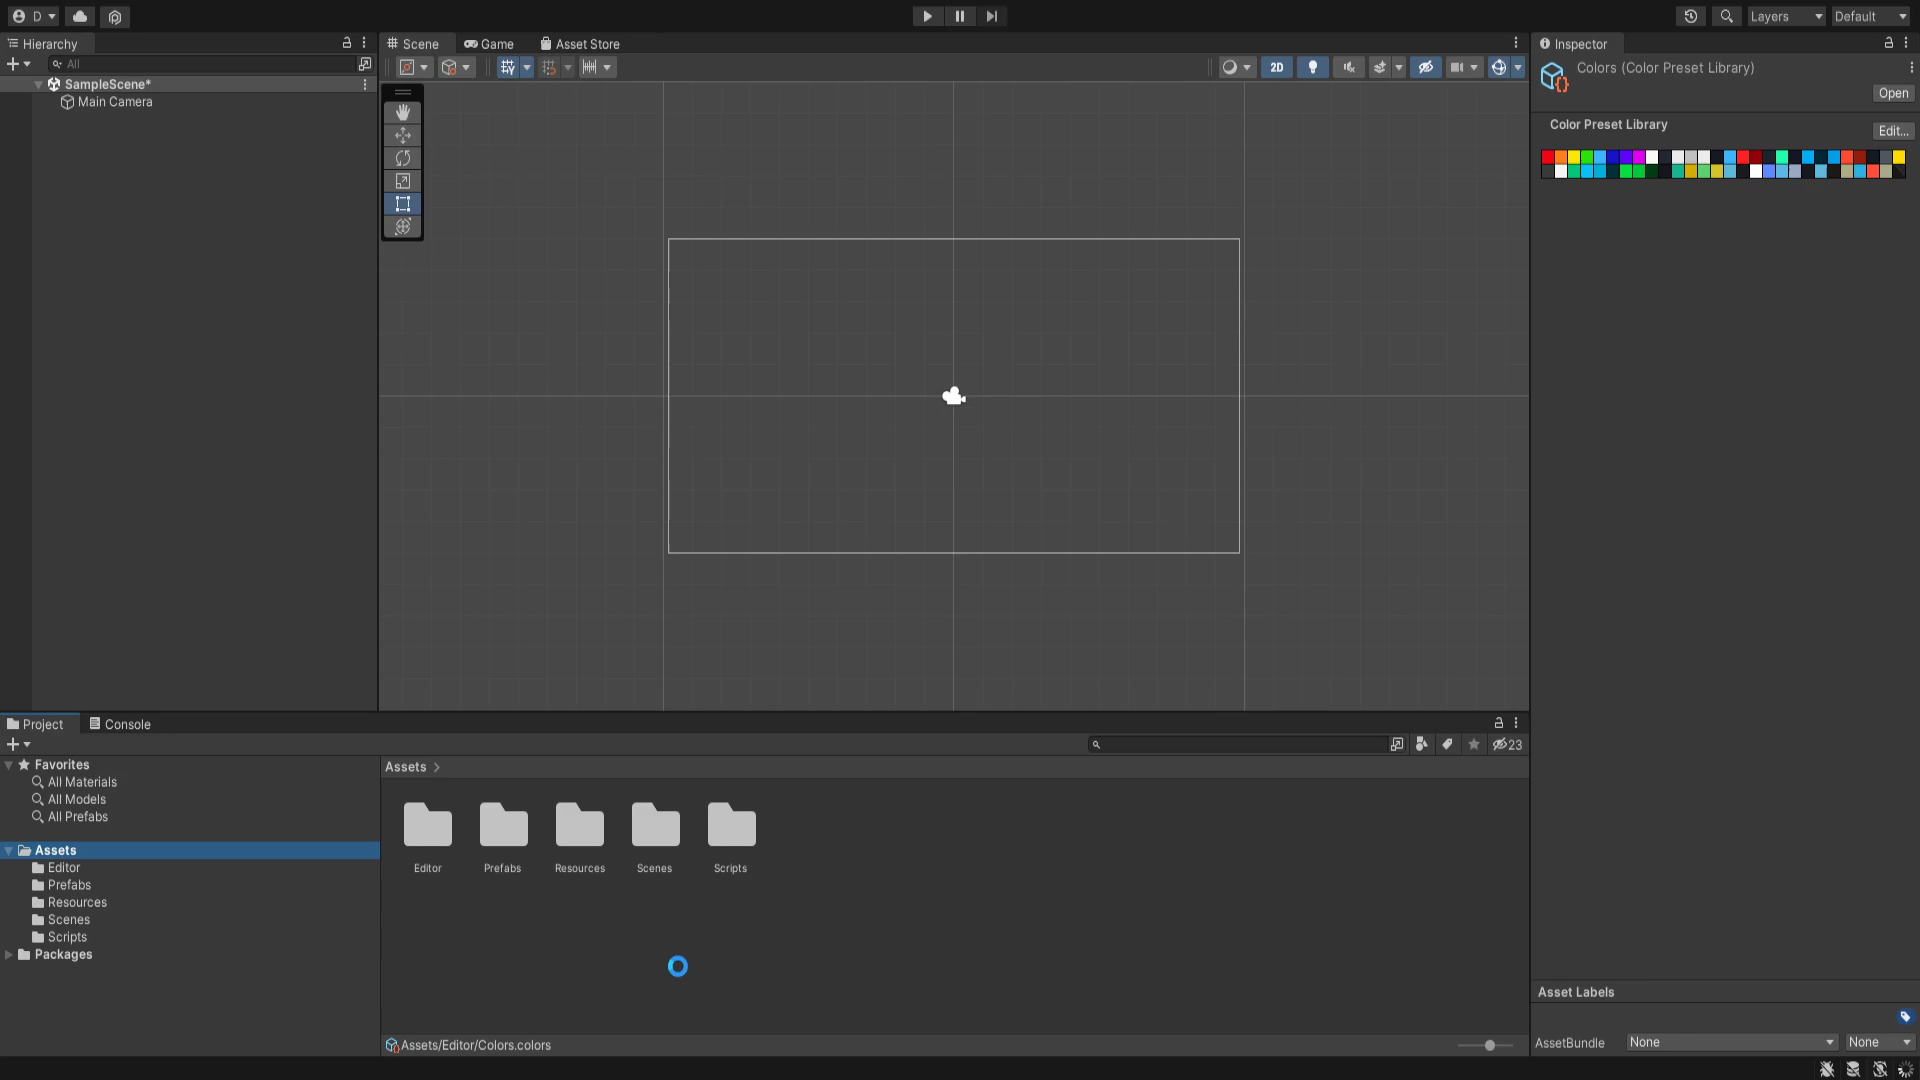 D
Layers
Default
Hierarchy
Scene
Game
Asset Store
Inspector
All
2D
Colors (Color Preset Library)
Open
SampleScene*
Main Camera
Color Preset Library
Edit...
Project
Console
23
Favorites
All Materials
All Models
All Prefabs
Assets
Editor
Prefabs
Resources
Scenes
Scripts
Packages
Assets
Editor
Prefabs
Resources
Scenes
Scripts
Assets/Editor/Colors.colors
Asset Labels
AssetBundle
None
None